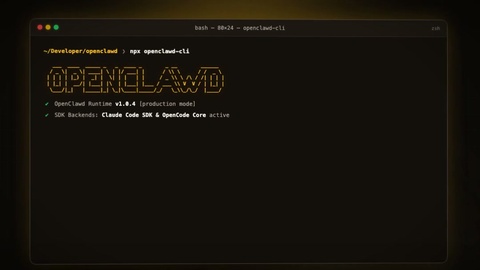 bash — 80×24 — openclawd-cli
zsh
~/Developer/openclawd ❯ npx openclawd-cli
OPENCLAWD
✔ OpenClawd Runtime v1.0.4 [production mode]
✔ SDK Backends: Claude Code SDK & OpenCode Core active